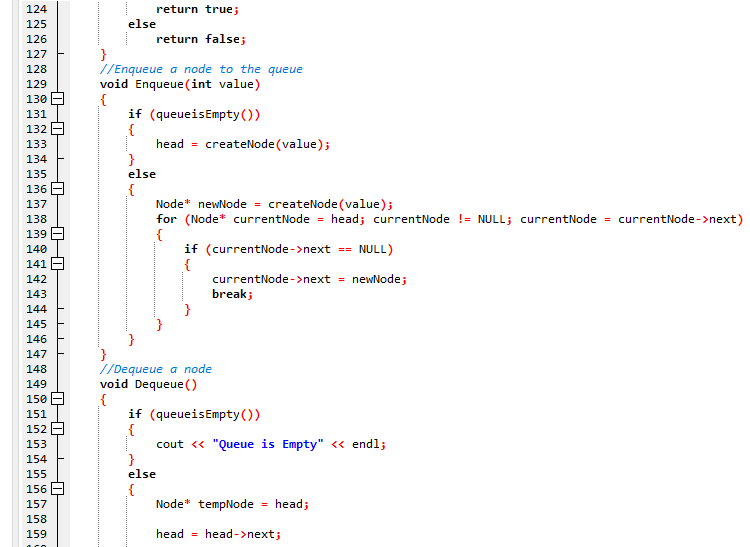 124 return true;
125 else
126 return false;
127 }
128 //Enqueue a node to the queue
129 void Enqueue(int value)
130 {
131 if (queueisEmpty())
132 {
133 head = createNode(value);
134 }
135 else
136 {
137 Node* newNode = createNode(value);
138 for (Node* currentNode = head; currentNode != NULL; currentNode = currentNode->next)
139 {
140 if (currentNode->next == NULL)
141 {
142 currentNode->next = newNode;
143 break;
144 }
145 }
146 }
147 }
148 //Dequeue a node
149 void Dequeue()
150 {
151 if (queueisEmpty())
152 {
153 cout << "Queue is Empty" << endl;
154 }
155 else
156 {
157 Node* tempNode = head;
158
159 head = head->next;